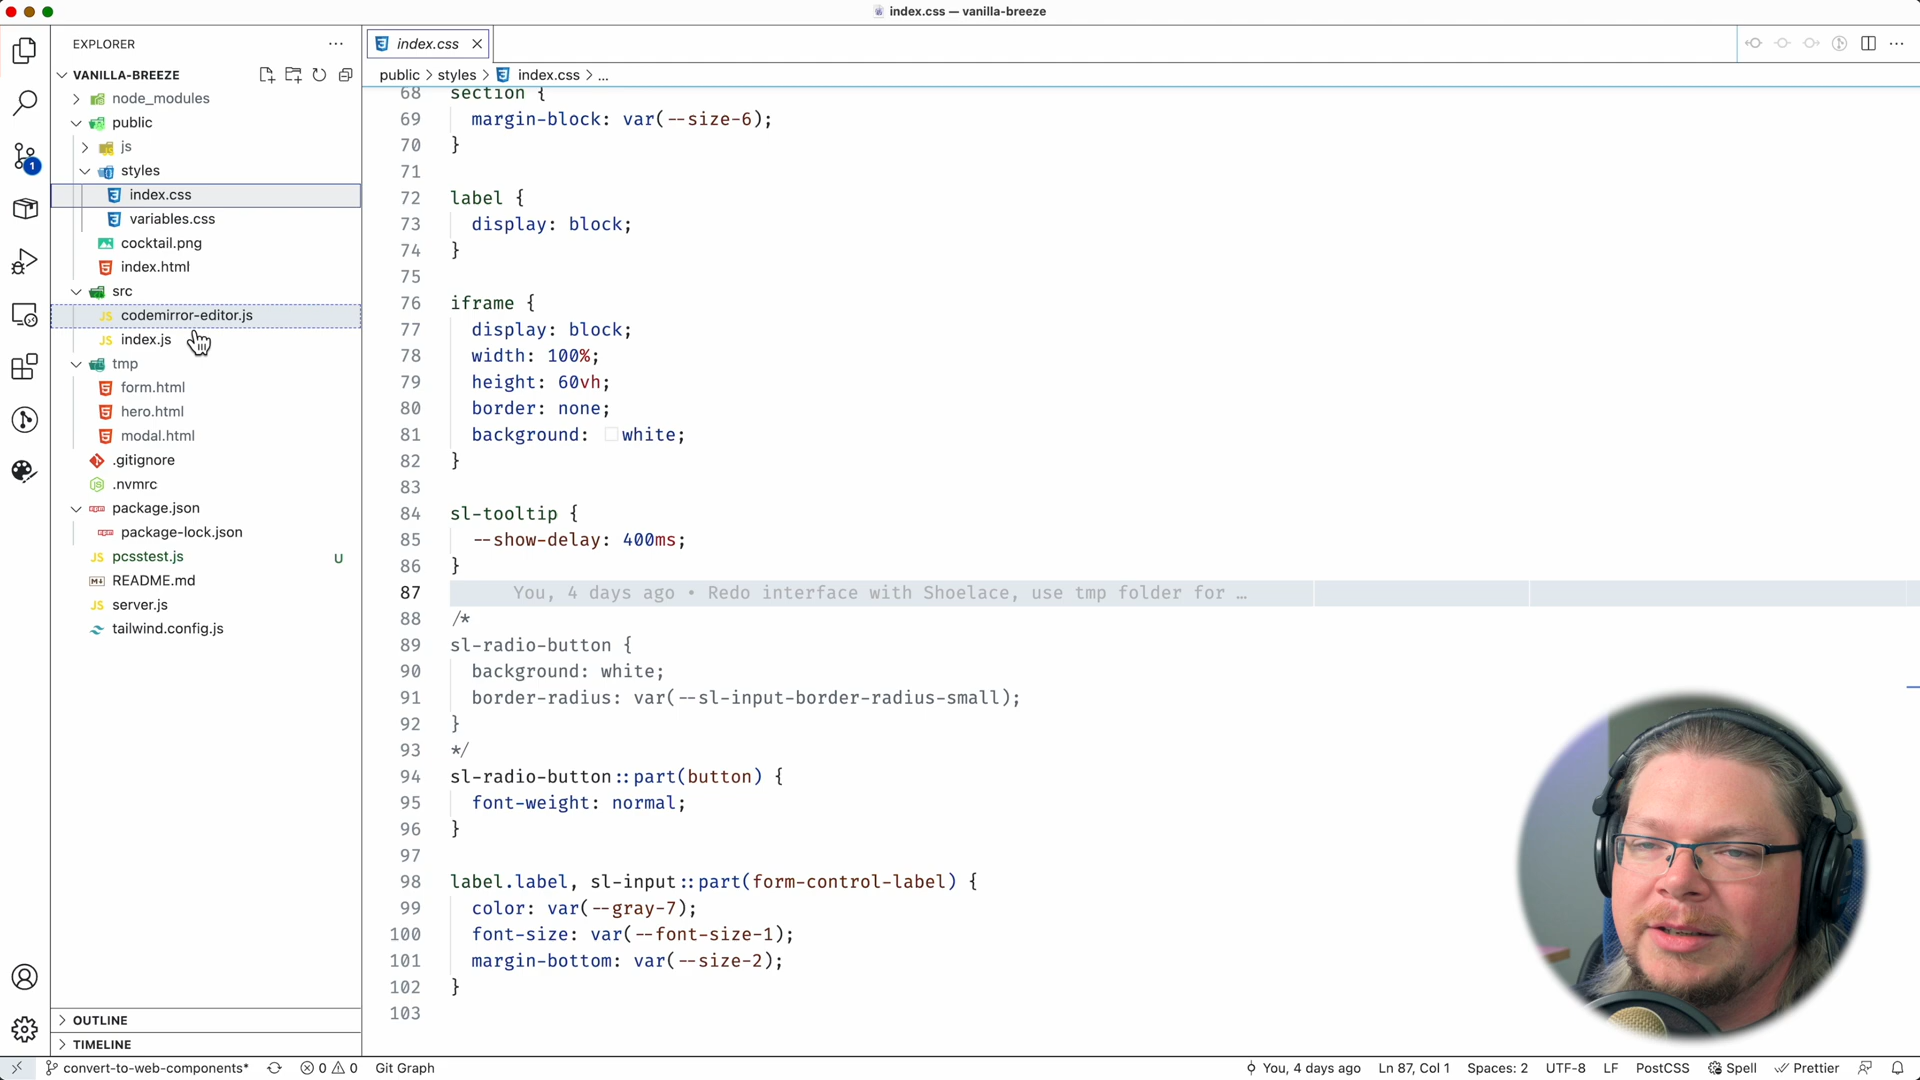 index.css — vanilla-breeze
EXPLORER
VANILLA-BREEZE
node_modules
public
js
styles
index.css
variables.css
cocktail.png
index.html
src
codemirror-editor.js
index.js
tmp
form.html
hero.html
modal.html
.gitignore
.nvmrc
package.json
package-lock.json
pcsstest.js U
README.md
server.js
tailwind.config.js
OUTLINE
TIMELINE
1
index.css
public > styles > index.css > ...
68 section {
69 margin-block: var(--size-6);
70 }
71
72 label {
73 display: block;
74 }
75
76 iframe {
77 display: block;
78 width: 100%;
79 height: 60vh;
80 border: none;
81 background: white;
82 }
83
84 sl-tooltip {
85 --show-delay: 400ms;
86 }
87 You, 4 days ago • Redo interface with Shoelace, use tmp folder for …
88 /*
89 sl-radio-button {
90 background: white;
91 border-radius: var(--sl-input-border-radius-small);
92 }
93 */
94 sl-radio-button::part(button) {
95 font-weight: normal;
96 }
97
98 label.label, sl-input::part(form-control-label) {
99 color: var(--gray-7);
100 font-size: var(--font-size-1);
101 margin-bottom: var(--size-2);
102 }
103
convert-to-web-components* 0 0 Git Graph You, 4 days ago Ln 87, Col 1 Spaces: 2 UTF-8 LF PostCSS Spell Prettier